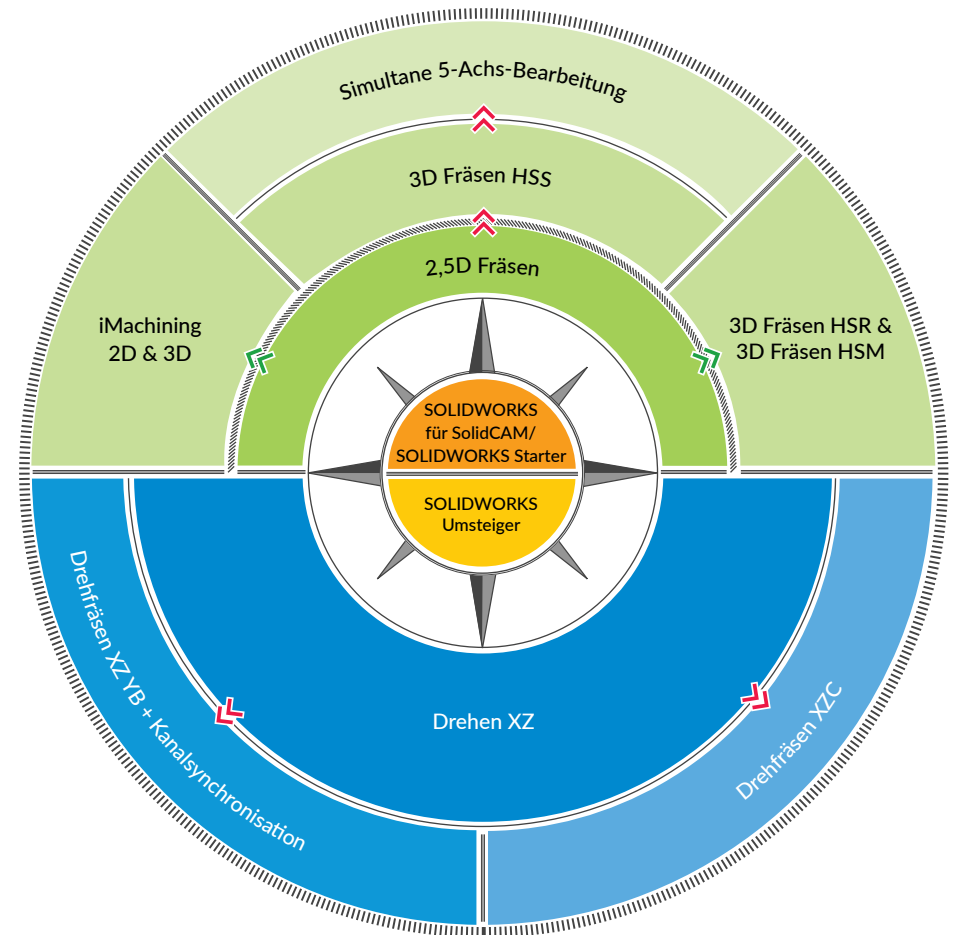 Simultane 5-Achs-Bearbeitung
3D Fräsen HSS
2,5D Fräsen
iMachining
2D & 3D
3D Fräsen HSR &
3D Fräsen HSM
SOLIDWORKS
für SolidCAM/
SOLIDWORKS Starter
SOLIDWORKS
Umsteiger
Drehfräsen XZ YB + Kanalsynchronisation
Drehen XZ
Drehfräsen XZC